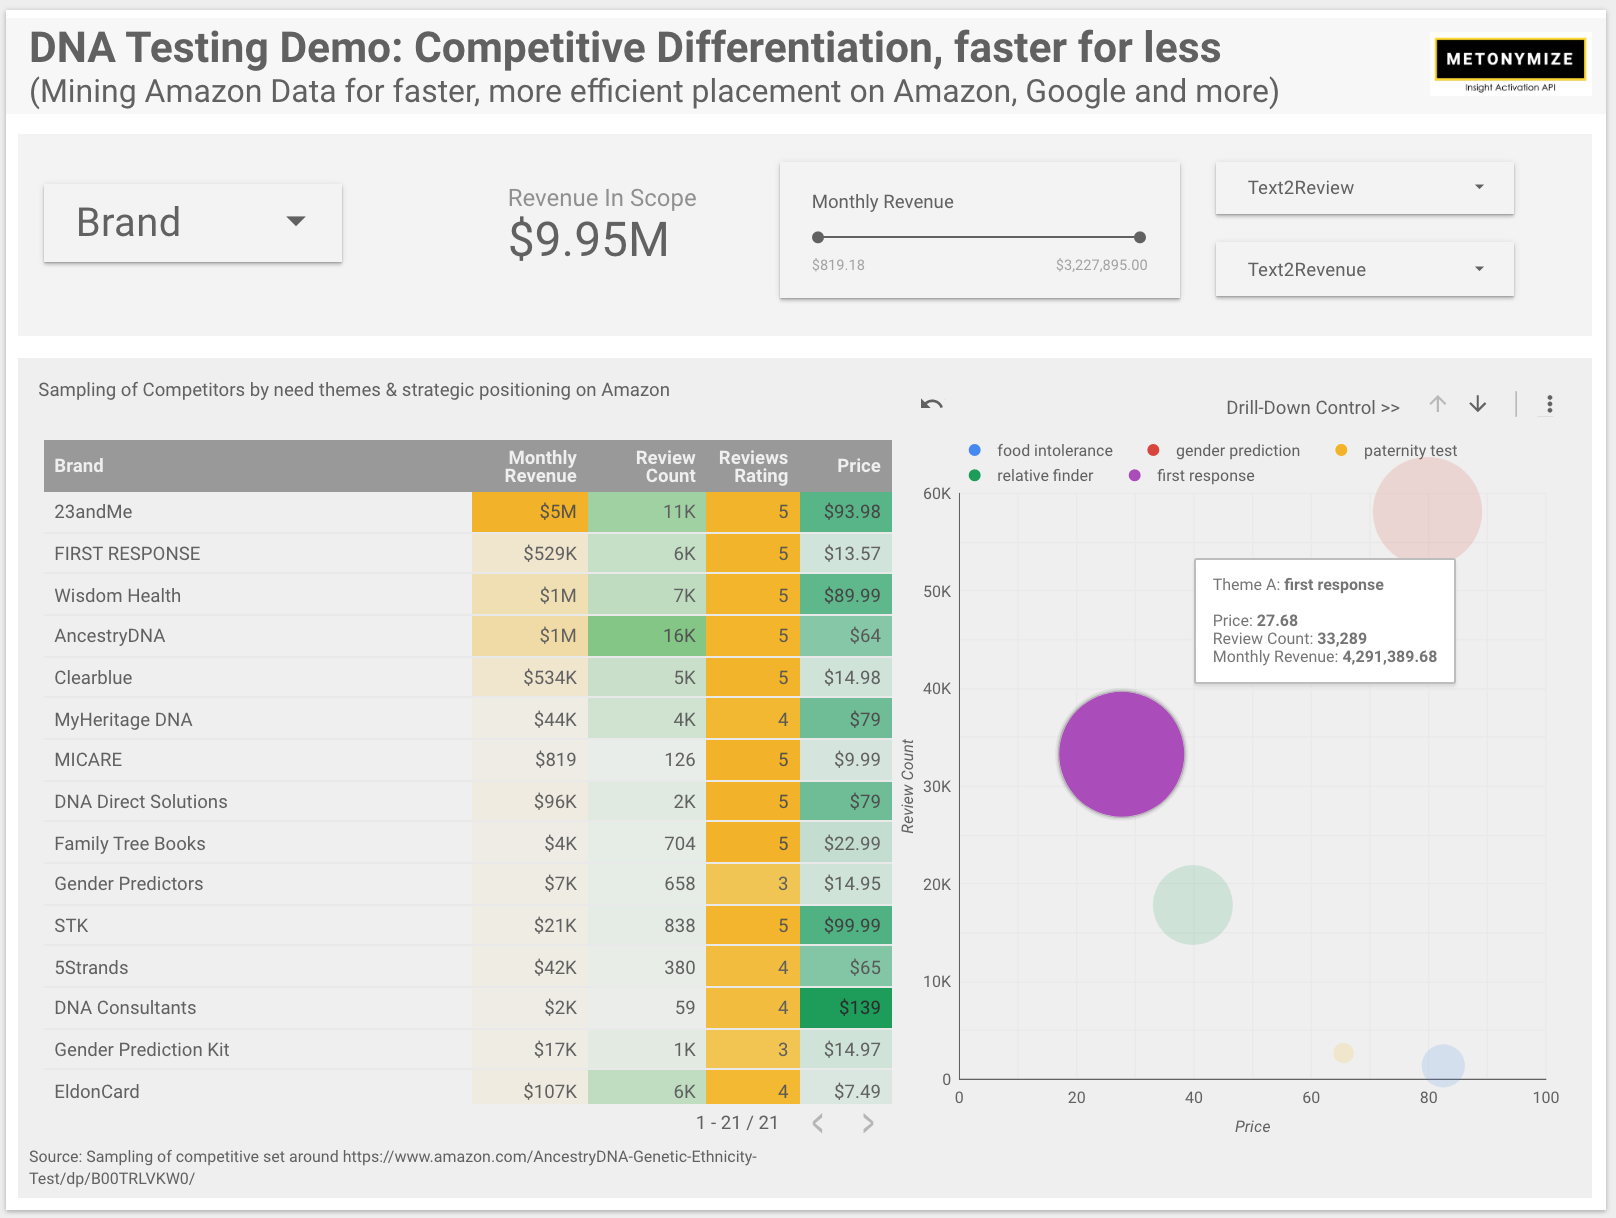 DNA Testing Demo: Competitive Differentiation, faster for less
(Mining Amazon Data for faster, more efficient placement on Amazon, Google and more)
METONYMIZE
Insight Activation API
Brand
Revenue In Scope
$9.95M
Monthly Revenue
$819.18 $3,227,895.00
Text2Review
Text2Revenue
Sampling of Competitors by need themes & strategic positioning on Amazon
Brand Monthly Revenue Review Count Reviews Rating Price
23andMe $5M 11K 5 $93.98
FIRST RESPONSE $529K 6K 5 $13.57
Wisdom Health $1M 7K 5 $89.99
AncestryDNA $1M 16K 5 $64
Clearblue $534K 5K 5 $14.98
MyHeritage DNA $44K 4K 4 $79
MICARE $819 126 5 $9.99
DNA Direct Solutions $96K 2K 5 $79
Family Tree Books $4K 704 5 $22.99
Gender Predictors $7K 658 3 $14.95
STK $21K 838 5 $99.99
5Strands $42K 380 4 $65
DNA Consultants $2K 59 4 $139
Gender Prediction Kit $17K 1K 3 $14.97
EldonCard $107K 6K 4 $7.49
1 - 21 / 21
Source: Sampling of competitive set around https://www.amazon.com/AncestryDNA-Genetic-Ethnicity-
Test/dp/B00TRLVKW0/
Drill-Down Control >>
food intolerance gender prediction paternity test
relative finder first response
60K
50K
40K
30K
20K
10K
0
Review Count
Theme A: first response
Price: 27.68
Review Count: 33,289
Monthly Revenue: 4,291,389.68
0 20 40 60 80 100
Price